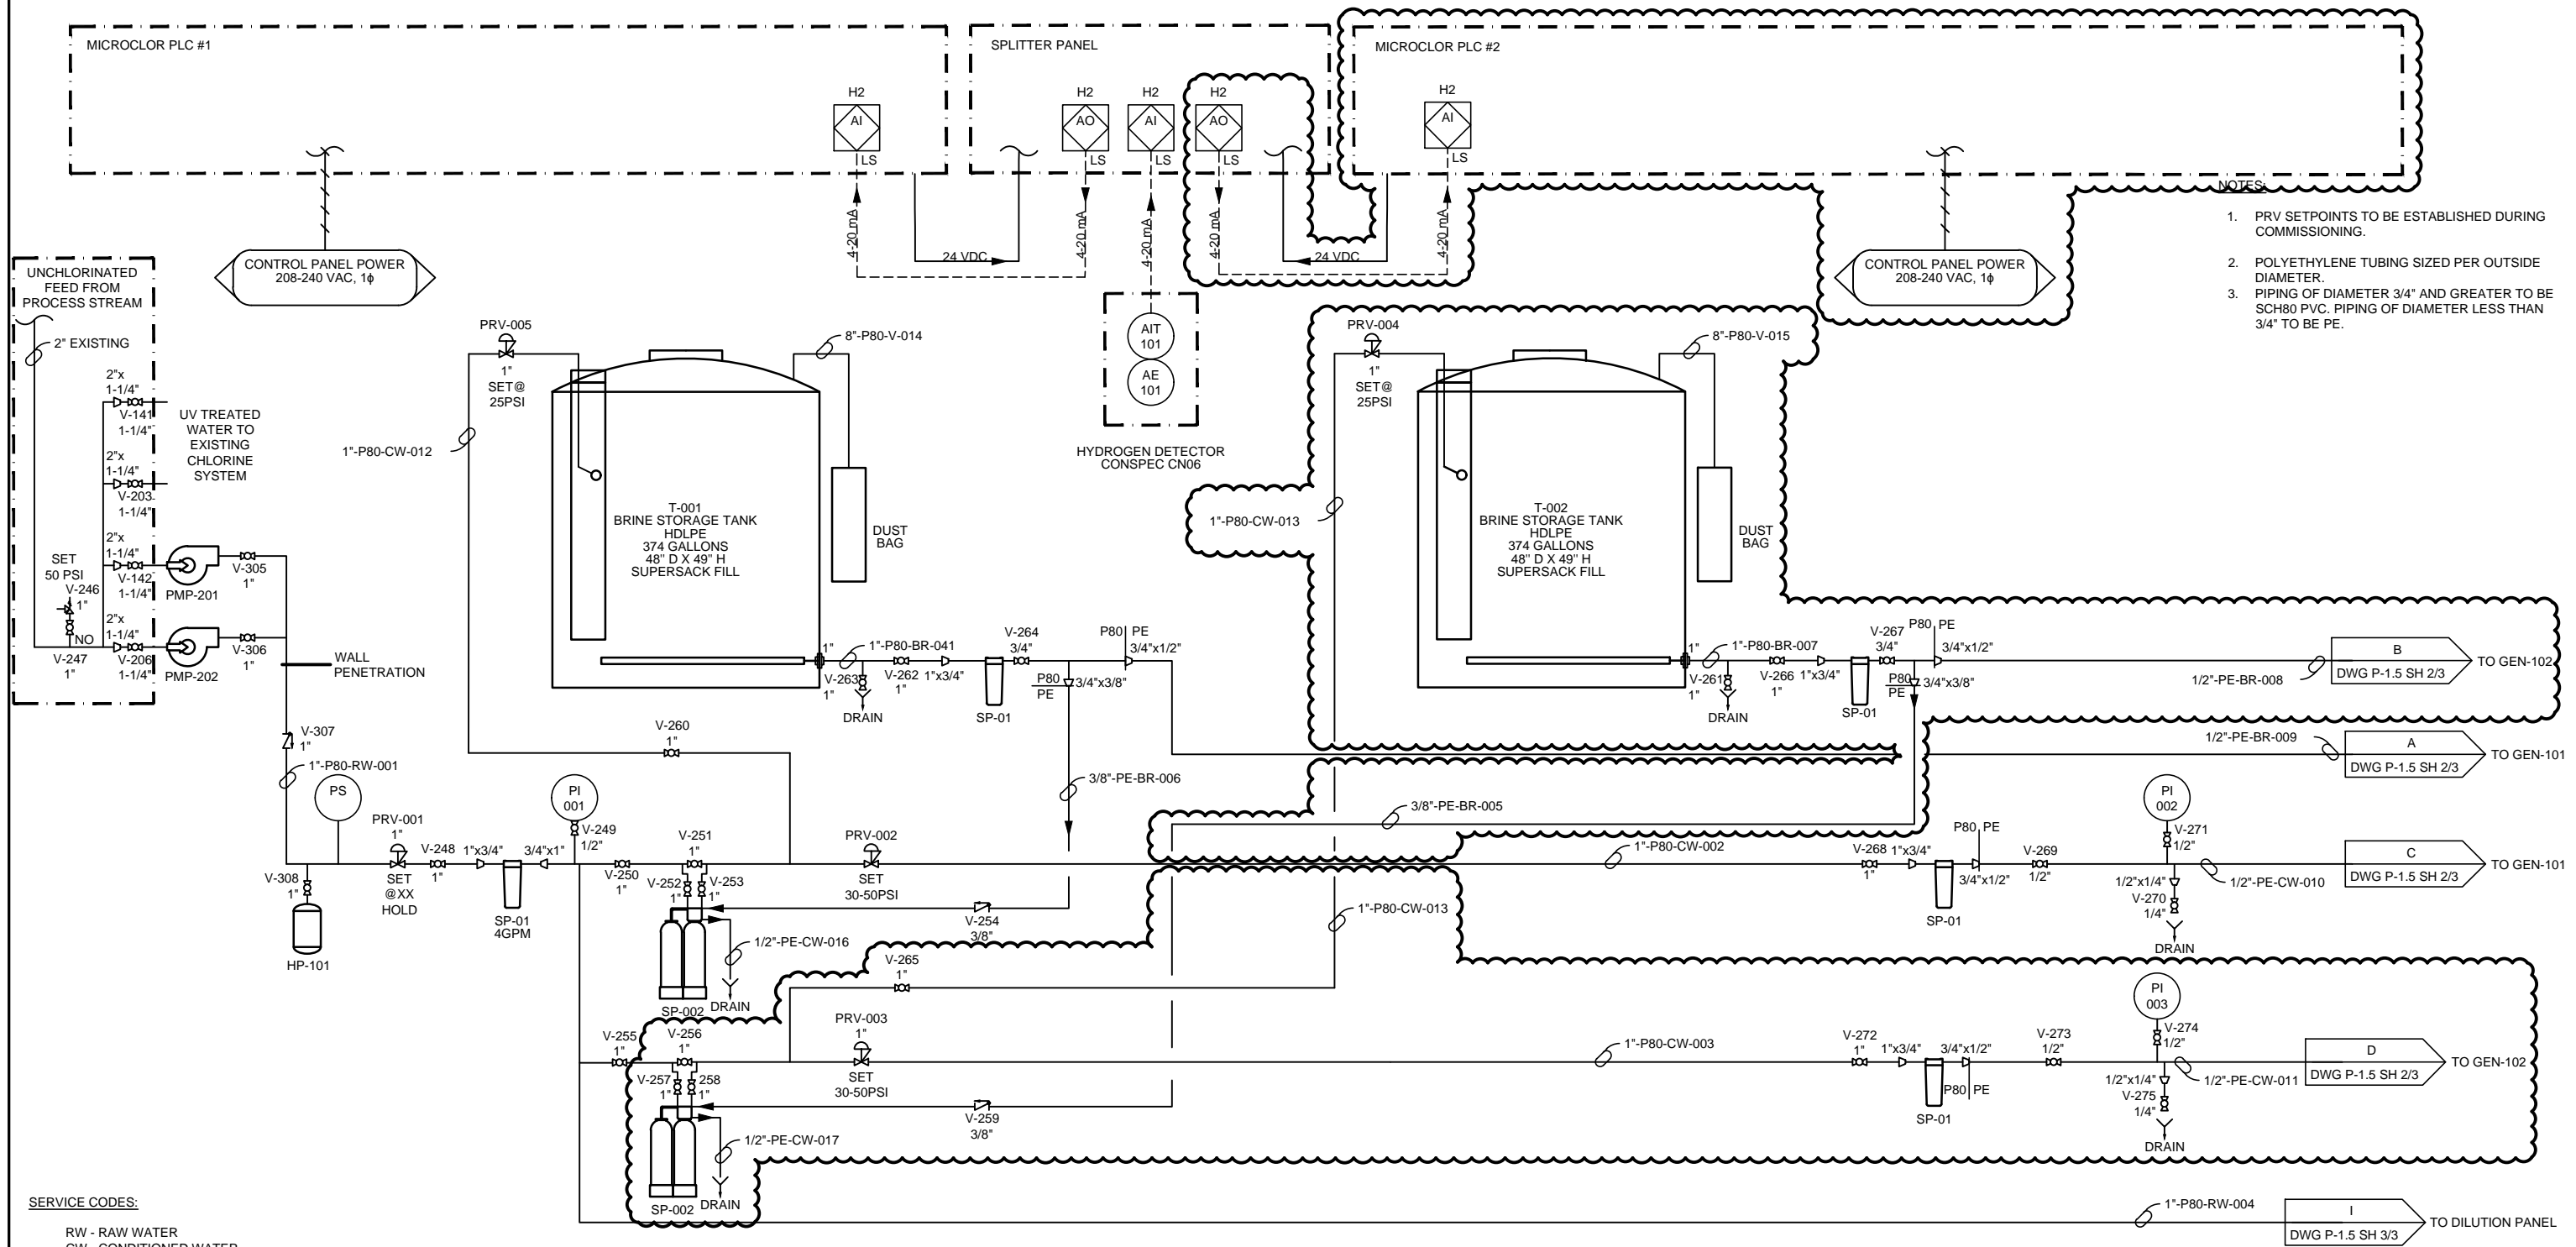 MICROCLOR PLC #1
SPLITTER PANEL
MICROCLOR PLC #2
H2
AI
LS
H2
AO
LS
H2
AI
LS
H2
AO
LS
H2
AI
LS
4-20 mA
4-20 mA
4-20 mA
4-20 mA
4-20 mA
24 VDC
24 VDC
CONTROL PANEL POWER
208-240 VAC, 1ϕ
CONTROL PANEL POWER
208-240 VAC, 1ϕ
NOTES:
1. PRV SETPOINTS TO BE ESTABLISHED DURING
COMMISSIONING.
2. POLYETHYLENE TUBING SIZED PER OUTSIDE
DIAMETER.
3. PIPING OF DIAMETER 3/4" AND GREATER TO BE
SCH80 PVC. PIPING OF DIAMETER LESS THAN
3/4" TO BE PE.
UNCHLORINATED
FEED FROM
PROCESS STREAM
2" EXISTING
2"x
1-1/4"
V-141
1-1/4"
2"x
1-1/4"
V-203
1-1/4"
2"x
1-1/4"
V-142
1-1/4"
2"x
1-1/4"
V-206
1-1/4"
SET
50 PSI
V-246
1"
NO
V-247
1"
UV TREATED
WATER TO
EXISTING
CHLORINE
SYSTEM
PMP-201
V-305
1"
PMP-202
V-306
1"
WALL
PENETRATION
V-307
1"
1"-P80-RW-001
PS
V-308
1"
HP-101
PRV-001
1"
SET
@XX
HOLD
V-248
1"
1"x3/4"
SP-01
4GPM
3/4"x1"
PI
001
V-249
1/2"
V-250
1"
V-251
1"
V-252
1"
V-253
1"
SP-002
DRAIN
1/2"-PE-CW-016
PRV-002
SET
30-50PSI
V-254
3/8"
V-260
1"
1"-P80-CW-012
PRV-005
1"
SET@
25PSI
8"-P80-V-014
T-001
BRINE STORAGE TANK
HDLPE
374 GALLONS
48" D X 49" H
SUPERSACK FILL
DUST
BAG
1"
1"-P80-BR-041
V-263
1"
DRAIN
V-262
1"
1"x3/4"
SP-01
V-264
3/4"
P80
PE
3/4"x1/2"
P80
PE
3/4"x3/8"
3/8"-PE-BR-006
AIT
101
AE
101
HYDROGEN DETECTOR
CONSPEC CN06
PRV-004
1"
SET@
25PSI
8"-P80-V-015
1"-P80-CW-013
T-002
BRINE STORAGE TANK
HDLPE
374 GALLONS
48" D X 49" H
SUPERSACK FILL
DUST
BAG
1"
1"-P80-BR-007
V-261
1"
DRAIN
V-266
1"
1"x3/4"
SP-01
V-267
3/4"
P80
PE
3/4"x1/2"
P80
PE
3/4"x3/8"
1/2"-PE-BR-008
B
DWG P-1.5 SH 2/3
TO GEN-102
1/2"-PE-BR-009
A
DWG P-1.5 SH 2/3
TO GEN-101
3/8"-PE-BR-005
1"-P80-CW-002
V-268
1"
1"x3/4"
SP-01
P80
PE
3/4"x1/2"
V-269
1/2"
PI
002
V-271
1/2"
1/2"x1/4"
V-270
1/4"
DRAIN
1/2"-PE-CW-010
C
DWG P-1.5 SH 2/3
TO GEN-101
1"-P80-CW-013
V-265
1"
V-255
1"
V-256
1"
V-257
1"
258
1"
SP-002
DRAIN
1/2"-PE-CW-017
PRV-003
1"
SET
30-50PSI
V-259
3/8"
1"-P80-CW-003
V-272
1"
1"x3/4"
SP-01
3/4"x1/2"
P80
PE
V-273
1/2"
PI
003
V-274
1/2"
1/2"x1/4"
V-275
1/4"
DRAIN
1/2"-PE-CW-011
D
DWG P-1.5 SH 2/3
TO GEN-102
1"-P80-RW-004
I
DWG P-1.5 SH 3/3
TO DILUTION PANEL
SERVICE CODES:
RW - RAW WATER
CW - CONDITIONED WATER